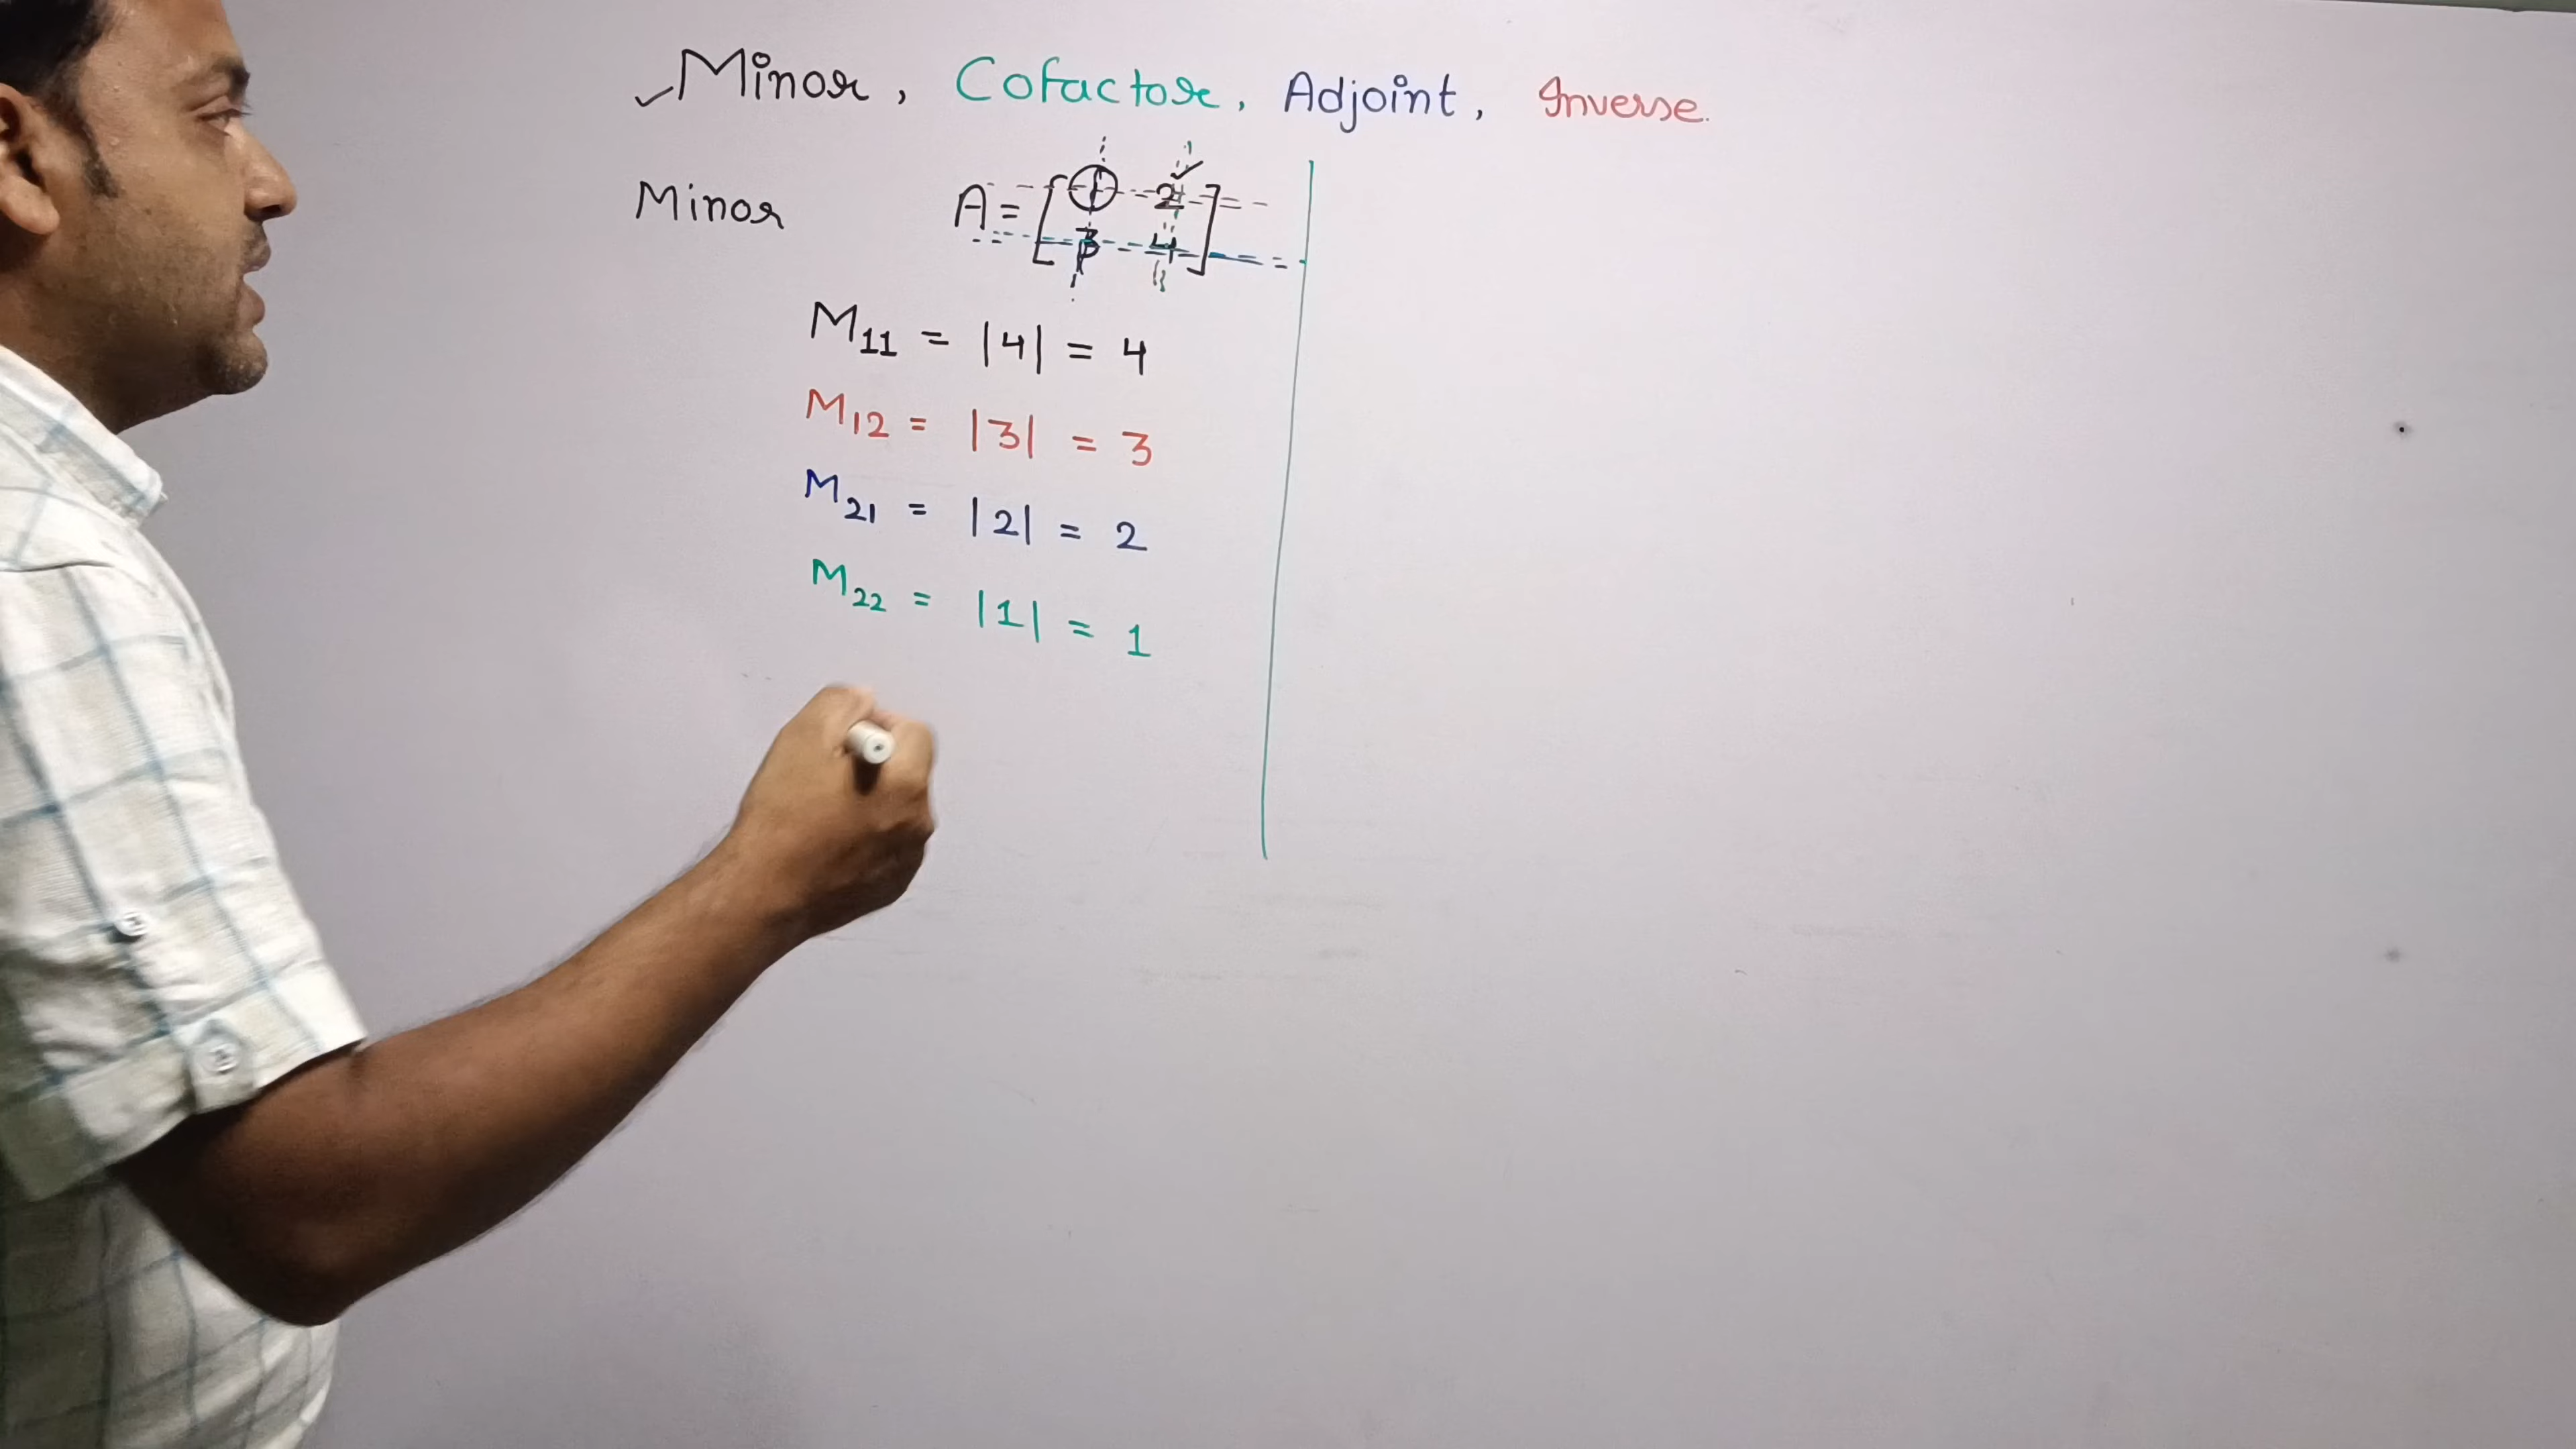 ✓Minor, Cofactor, Adjoint, Inverse.
Minor A = [1 2
3 4]
M11 = |4| = 4
M12 = |3| = 3
M21 = |2| = 2
M22 = |1| = 1